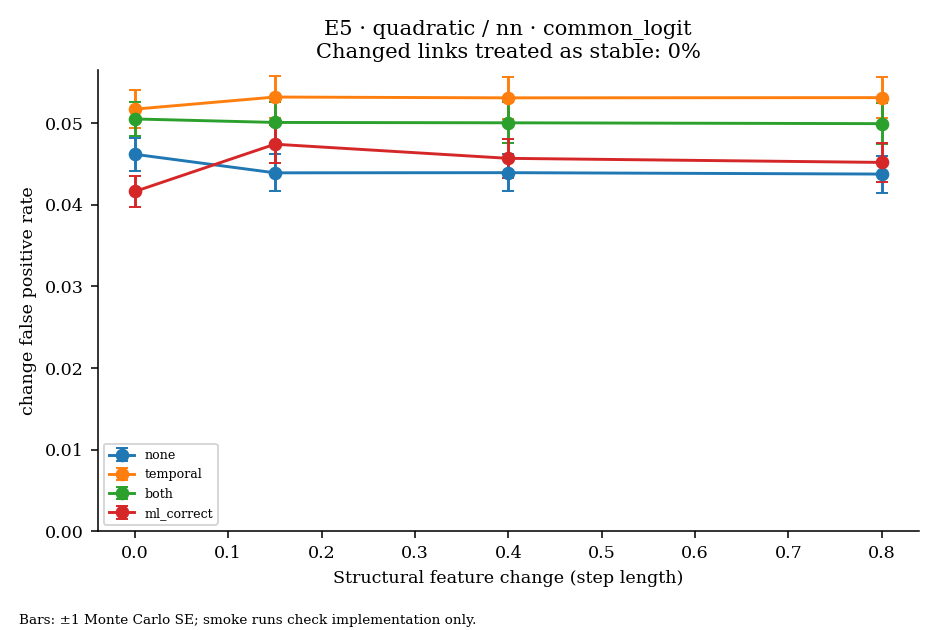 E5 · quadratic / nn · common_logit
Changed links treated as stable: 0%
change false positive rate
0.05
0.04
0.03
0.02
0.01
0.00
none
temporal
both
ml_correct
0.0 0.1 0.2 0.3 0.4 0.5 0.6 0.7 0.8
Structural feature change (step length)
Bars: ±1 Monte Carlo SE; smoke runs check implementation only.